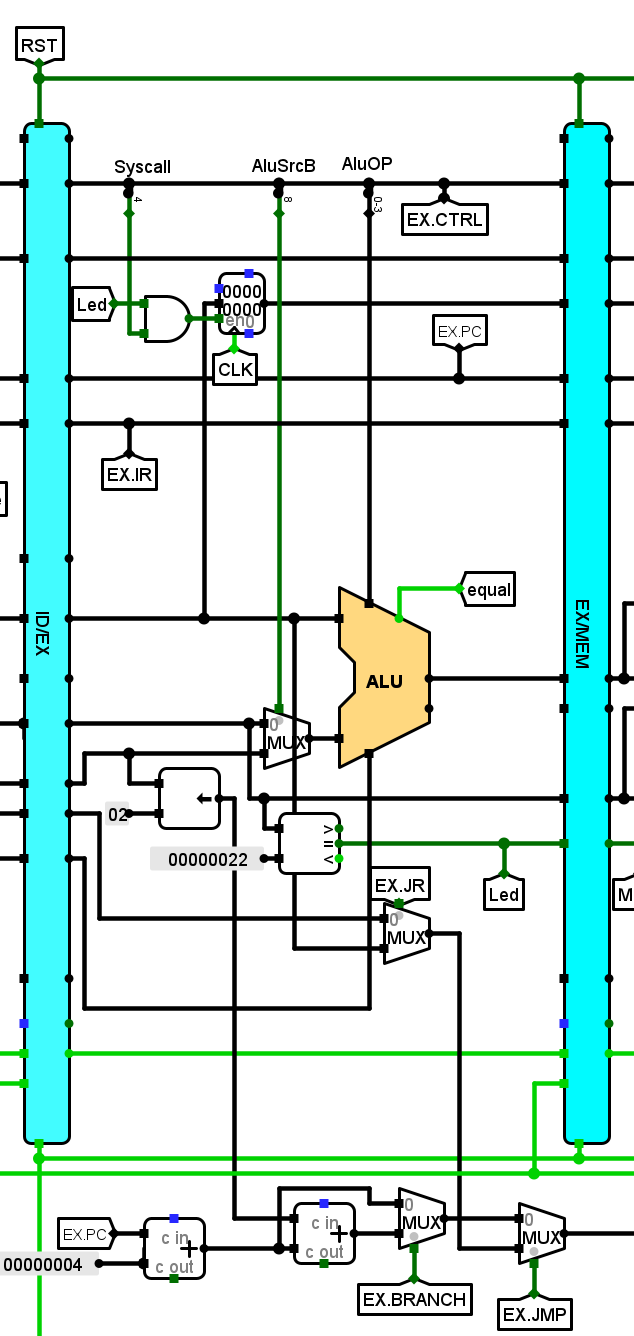 RST
Syscall
AluSrcB
AluOP
4
8
0-3
EX.CTRL
Led
0000
0000
en0
CLK
EX.PC
EX.IR
equal
ID/EX
EX/MEM
ALU
0
MUX
02
00000022
>
=
<
EX.JR
Led
M
0
MUX
EX.PC
00000004
c in
+
c out
c in
+
c out
0
MUX
0
MUX
EX.BRANCH
EX.JMP